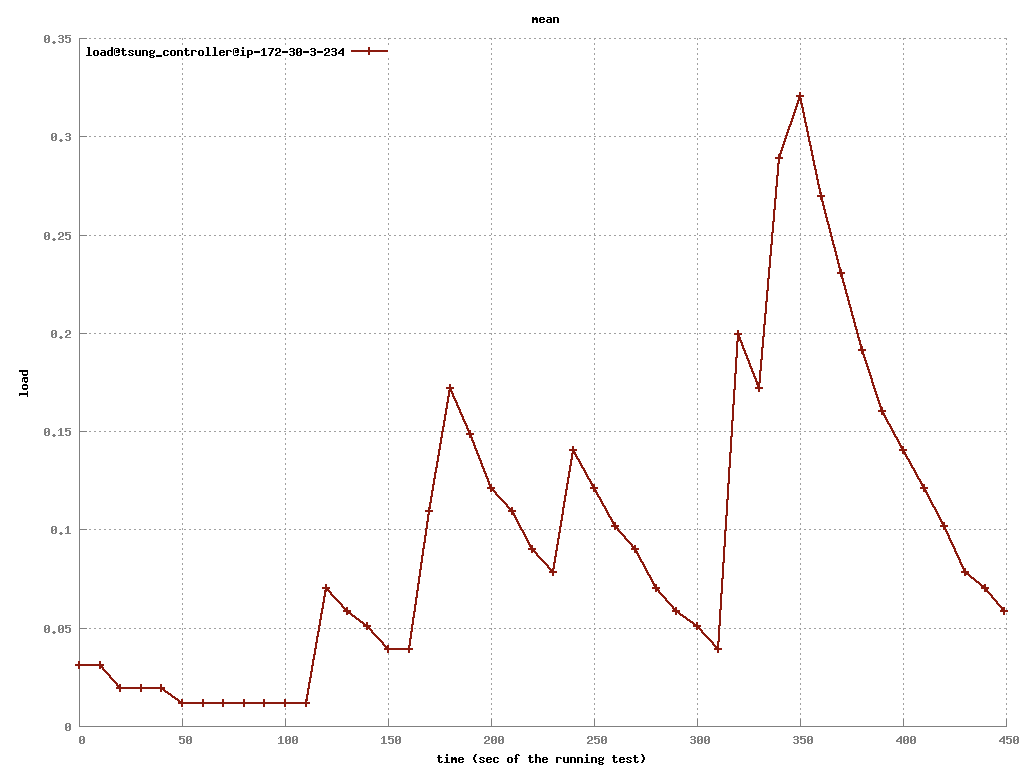 mean
load@tsung_controller@ip-172-30-3-234
0.35
0.3
0.25
0.2
0.15
0.1
0.05
0
load
0 50 100 150 200 250 300 350 400 450
time (sec of the running test)